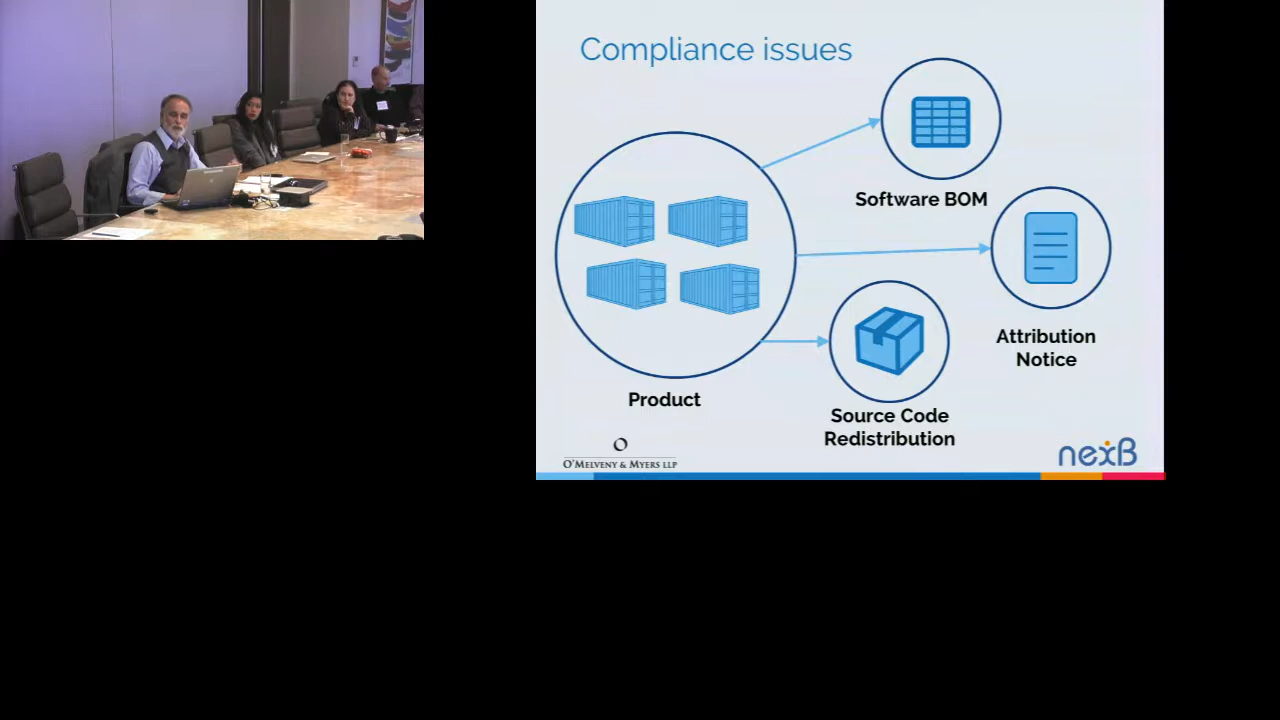 Compliance issues
Software BOM
Attribution
Notice
Product
Source Code
Redistribution
O
O'MELVENY & MYERS LLP
nexB